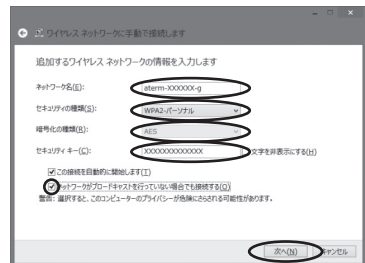 ワイヤレス ネットワークに手動で接続します
追加するワイヤレス ネットワークの情報を入力します
ネットワーク名(E): aterm-XXXXXX-g
セキュリティの種類(S): WPA2-パーソナル
暗号化の種類(R): AES
セキュリティ キー(C): XXXXXXXXXXXXX 文字を非表示にする(H)
この接続を自動的に開始します(T)
ネットワークがブロードキャストを行っていない場合でも接続する(O)
警告: 選択すると、このコンピューターのプライバシーが危険にさらされる可能性があります。
次へ(N) キャンセル